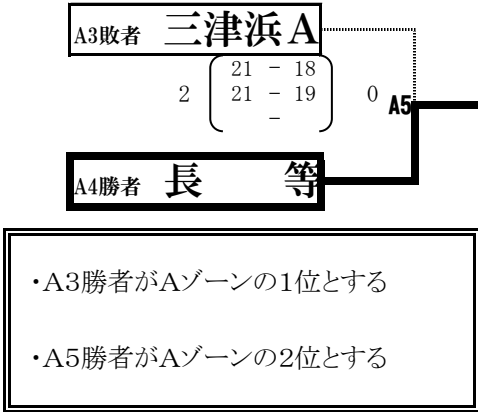 A3敗者 三津浜A
21 - 18
2 21 - 19 0 A5
-
A4勝者 長 等
・A3勝者がAゾーンの1位とする
・A5勝者がAゾーンの2位とする